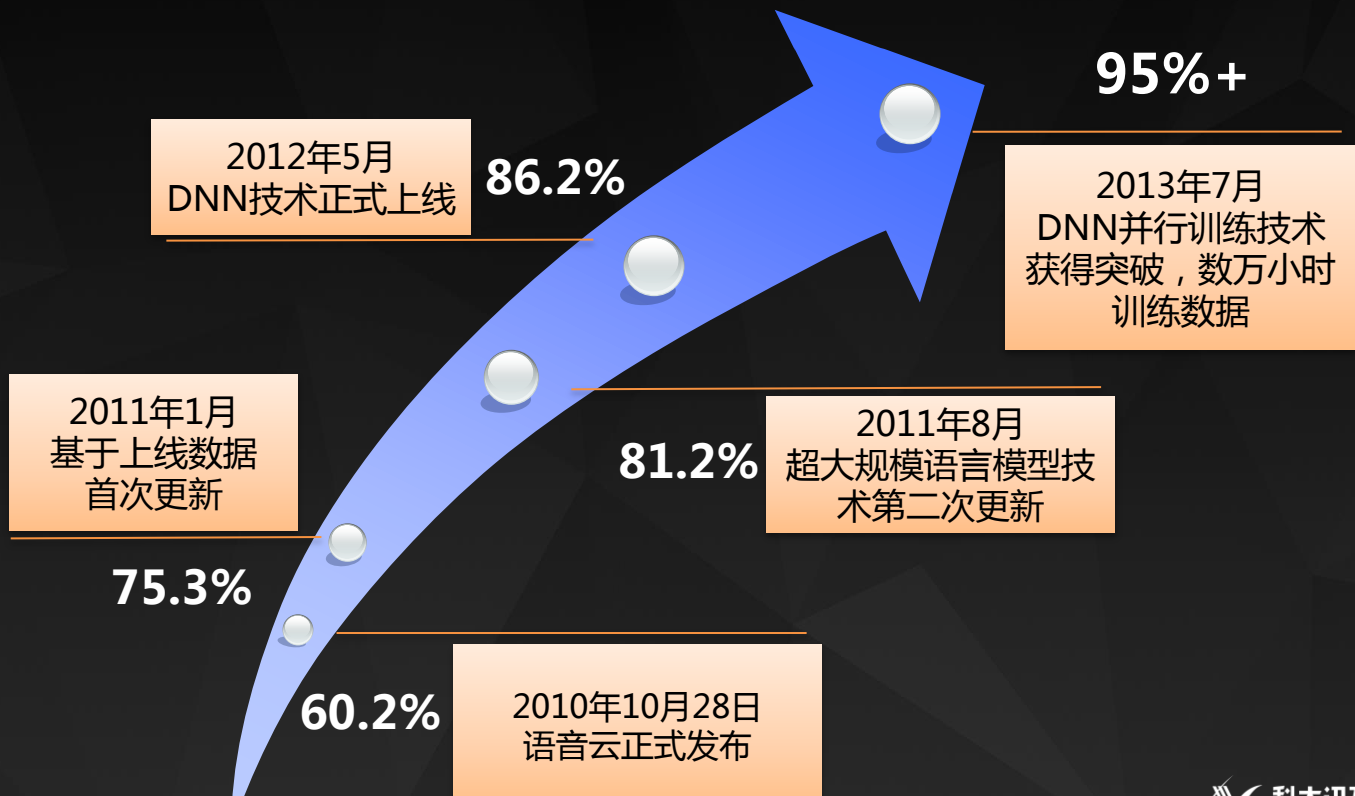 95%+
2012年5月
DNN技术正式上线
86.2%
2013年7月
DNN并行训练技术
获得突破，数万小时
训练数据
2011年1月
基于上线数据
首次更新
75.3%
81.2%
2011年8月
超大规模语言模型技
术第二次更新
60.2%
2010年10月28日
语音云正式发布